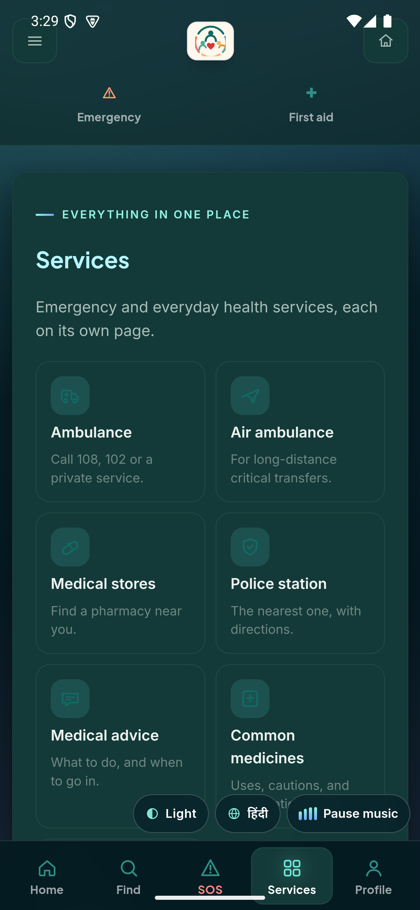 3:29
Emergency
First aid
EVERYTHING IN ONE PLACE
Services
Emergency and everyday health services, each
on its own page.
Ambulance
Call 108, 102 or a
private service.
Air ambulance
For long-distance
critical transfers.
Medical stores
Find a pharmacy near
you.
Police station
The nearest one, with
directions.
Medical advice
What to do, and when
to go in.
Common
medicines
Uses, cautions, and
Light
हिंदी
Pause music
Home
Find
SOS
Services
Profile